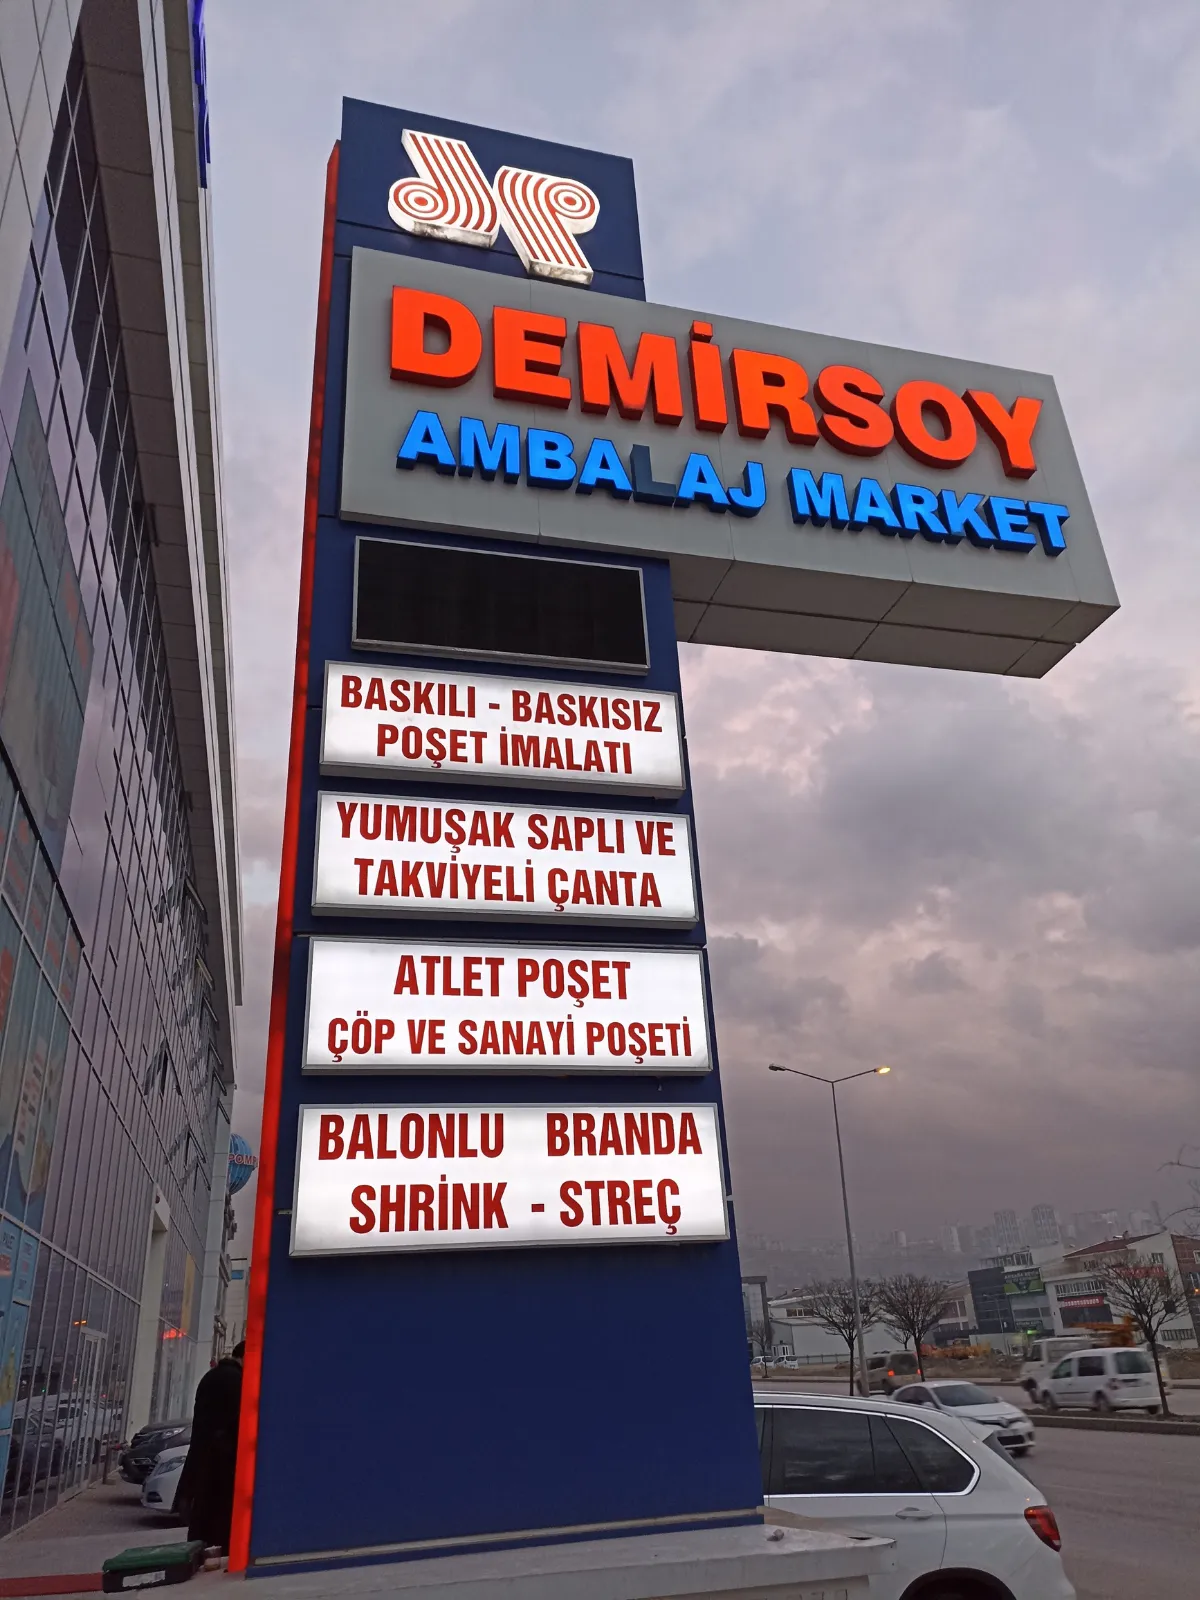 DEMİRSOY
AMBALAJ MARKET
BASKILI - BASKISIZ
POŞET İMALATI
YUMUŞAK SAPLI VE
TAKVİYELİ ÇANTA
ATLET POŞET
ÇÖP VE SANAYİ POŞETİ
BALONLU BRANDA
SHRİNK - STREÇ